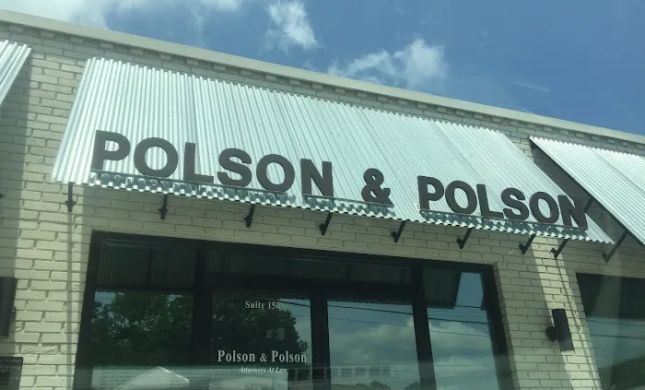 POLSON & POLSON
Suite 150
Polson & Polson
Attorneys At Law